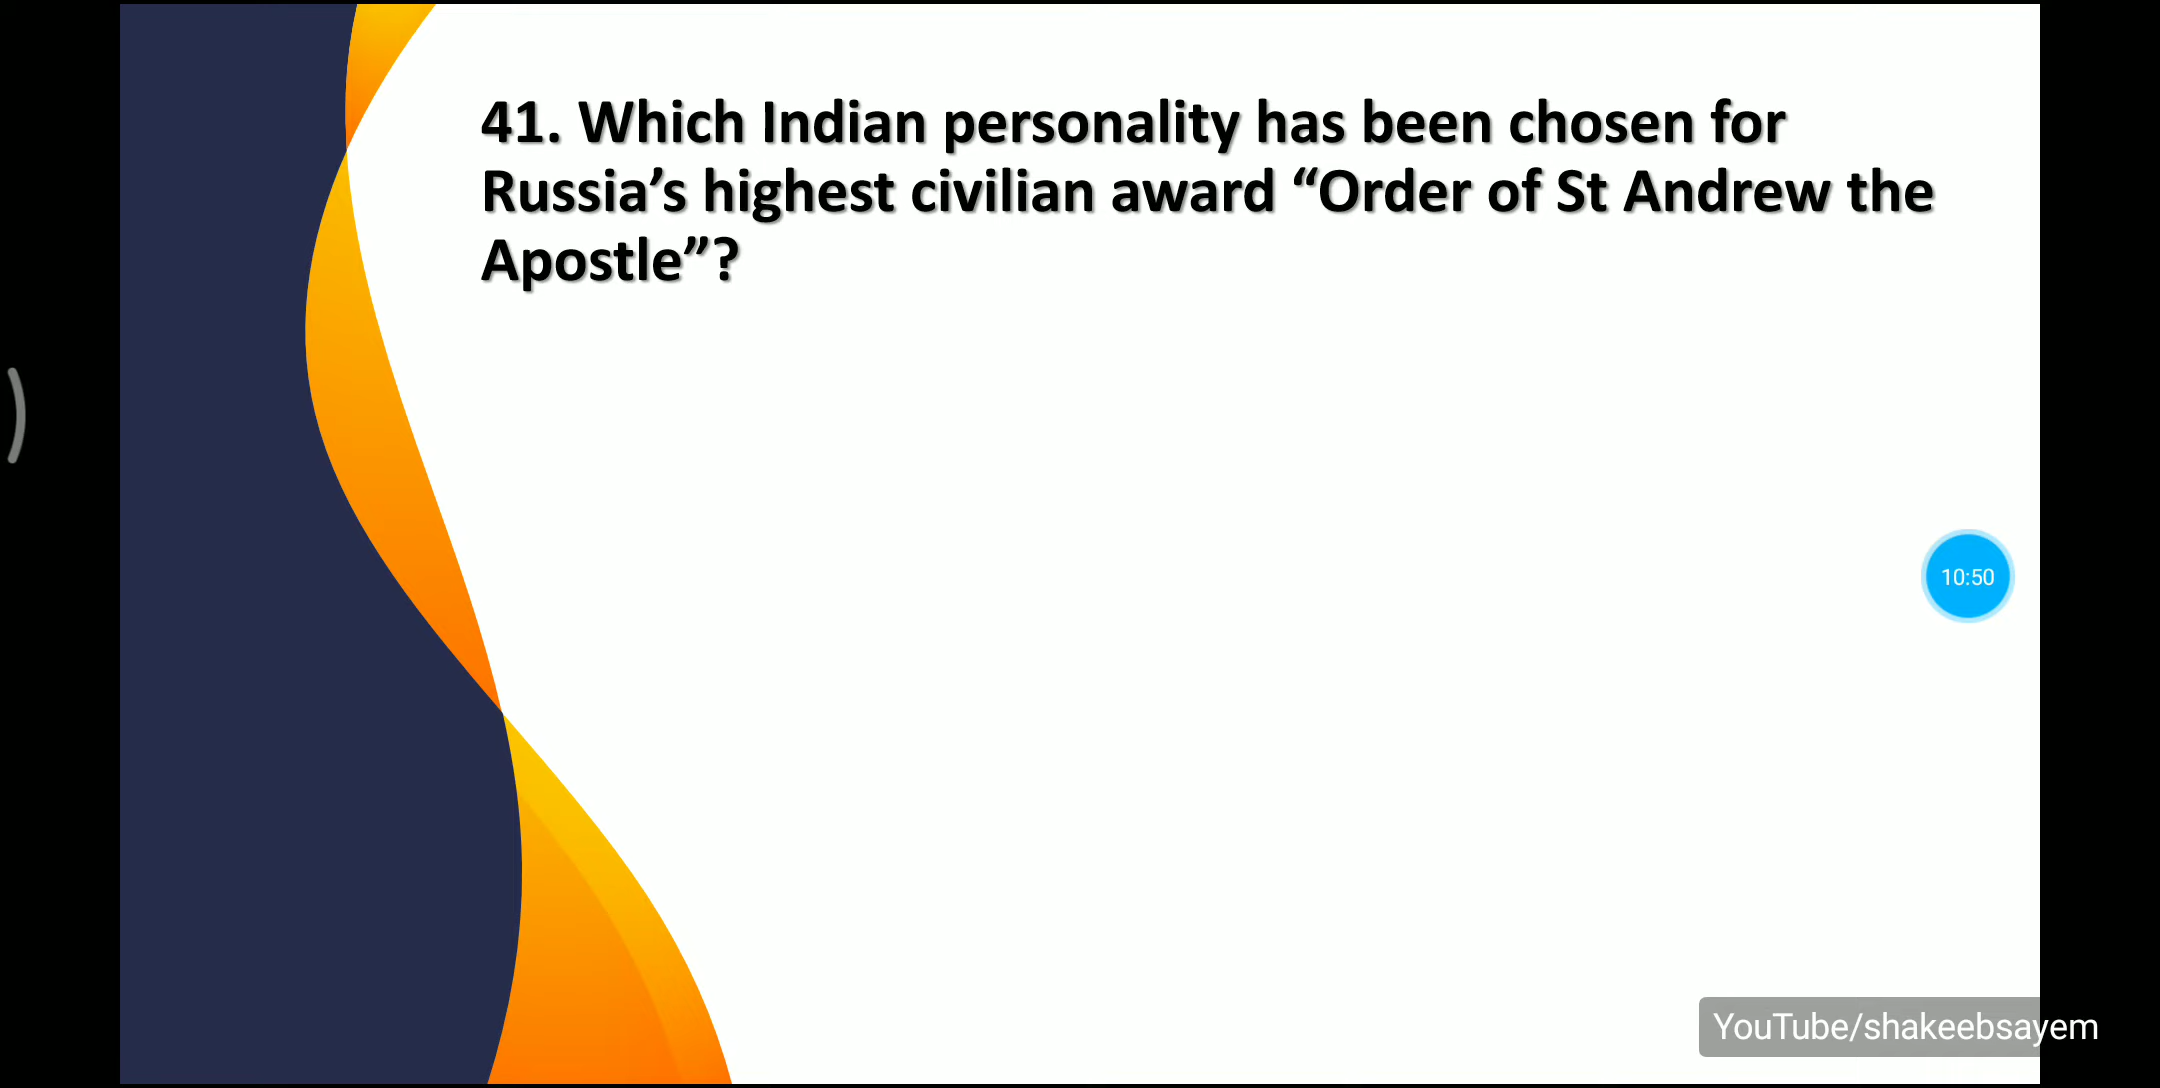 41. Which Indian personality has been chosen for
Russia’s highest civilian award “Order of St Andrew the
Apostle”?
10:50
YouTube/shakeebsayem